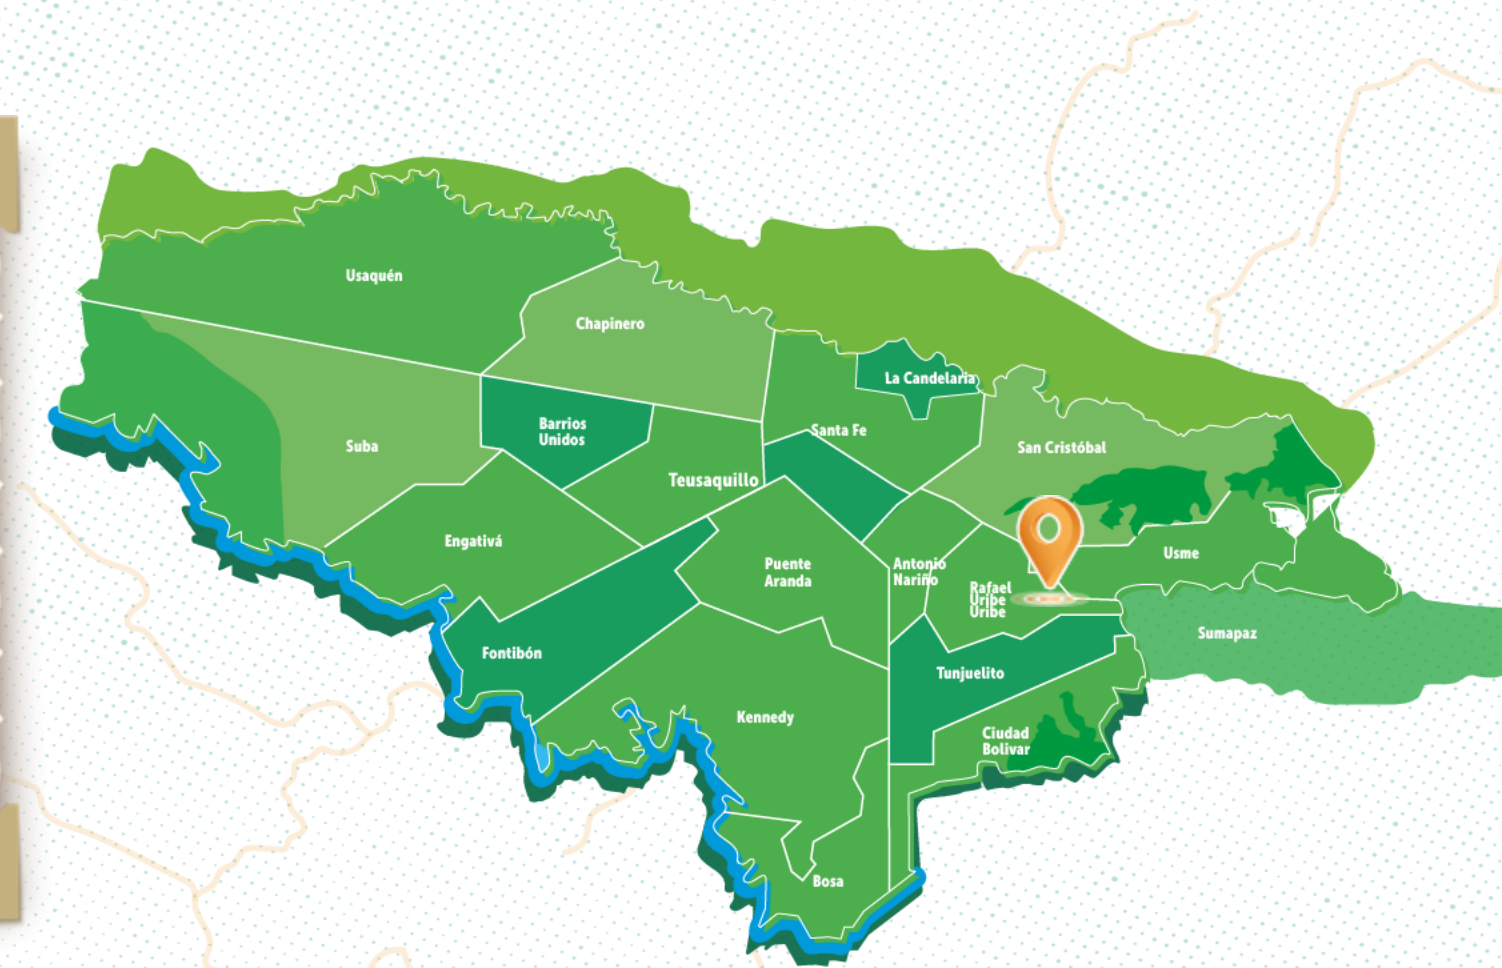 Usaquén
Chapinero
La Candelaria
Barrios
Unidos
Santa Fe
Suba
San Cristóbal
Teusaquillo
Engativá
Usme
Puente
Aranda
Antonio
Nariño
Rafael
Uribe
Uribe
Sumapaz
Fontibón
Tunjuelito
Kennedy
Ciudad
Bolivar
Bosa